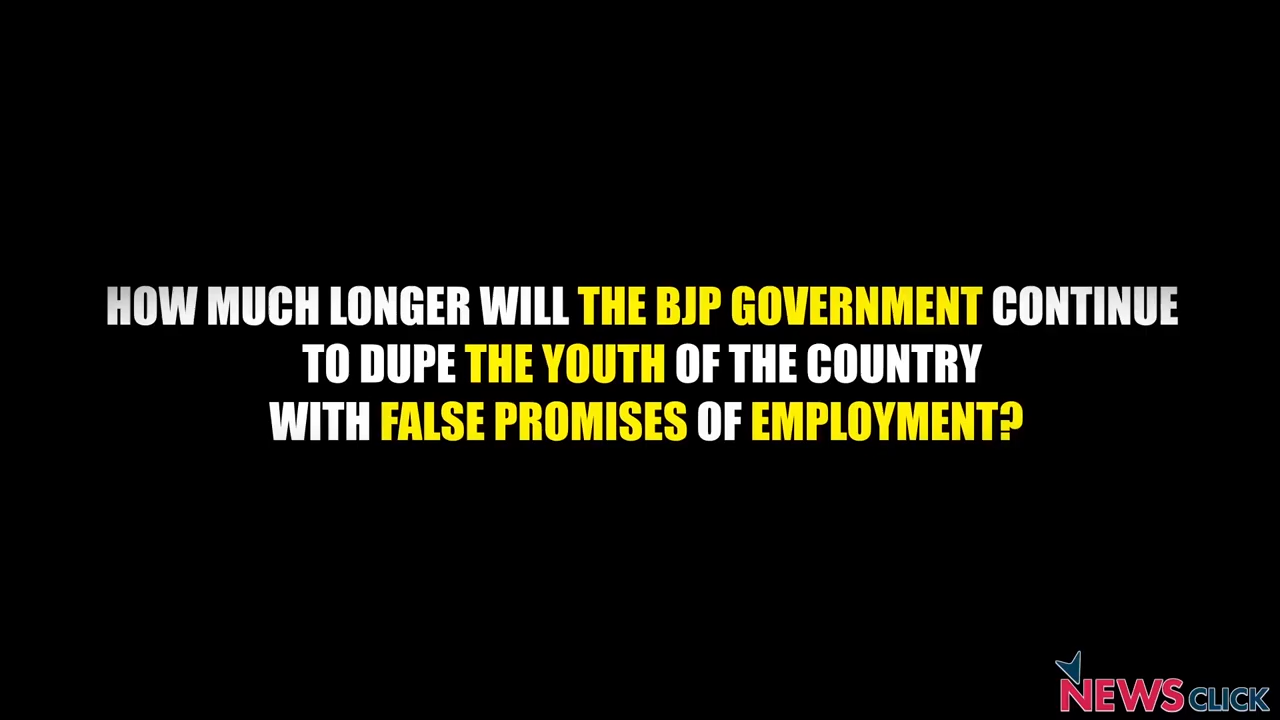 HOW MUCH LONGER WILL THE BJP GOVERNMENT CONTINUE
TO DUPE THE YOUTH OF THE COUNTRY
WITH FALSE PROMISES OF EMPLOYMENT?
NEWSCLICK